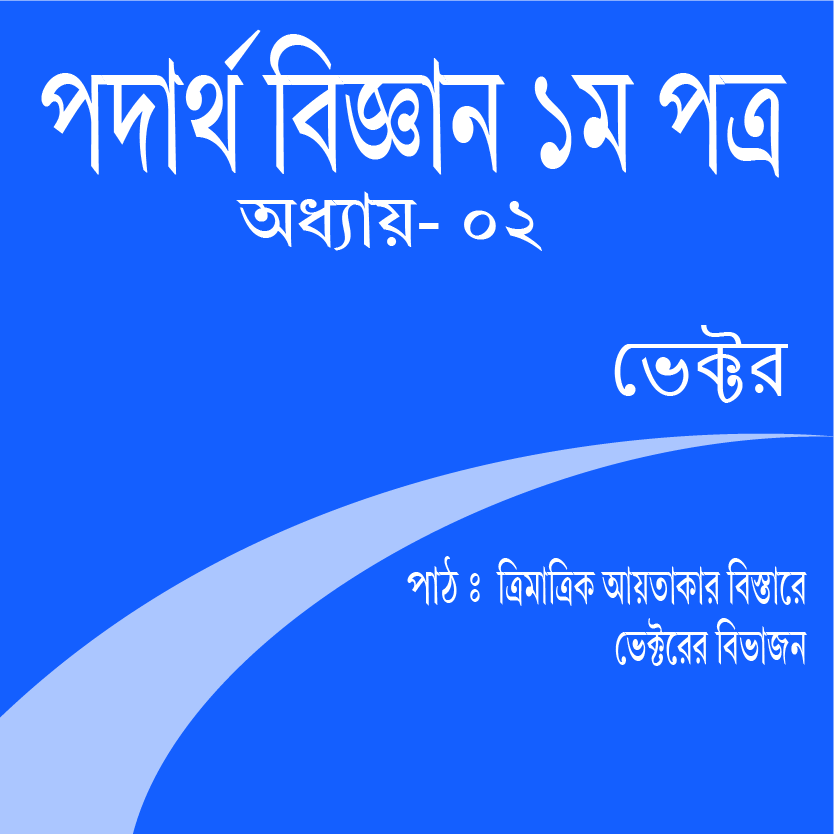 পদার্থ বিজ্ঞান ১ম পত্র
অধ্যায়- ০২
ভেক্টর
পাঠ ঃ ত্রিমাত্রিক আয়তাকার বিস্তারে
ভেক্টরের বিভাজন